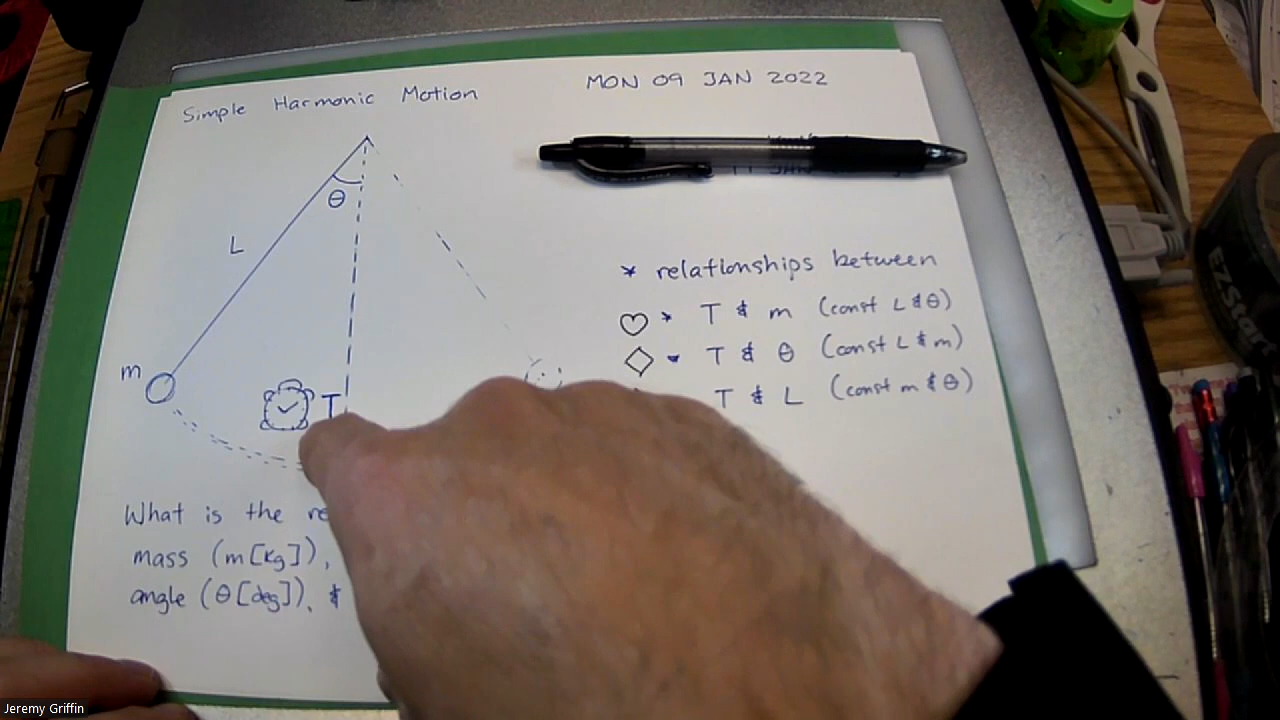 Simple Harmonic Motion
MON 09 JAN 2022
θ
L
m
T
* relationships between
♡ * T & m (const L & θ)
◇ * T & θ (const L & m)
T & L (const m & θ)
What is the
mass (m[kg]),
angle (θ[deg]), &
EZStart
Jeremy Griffin